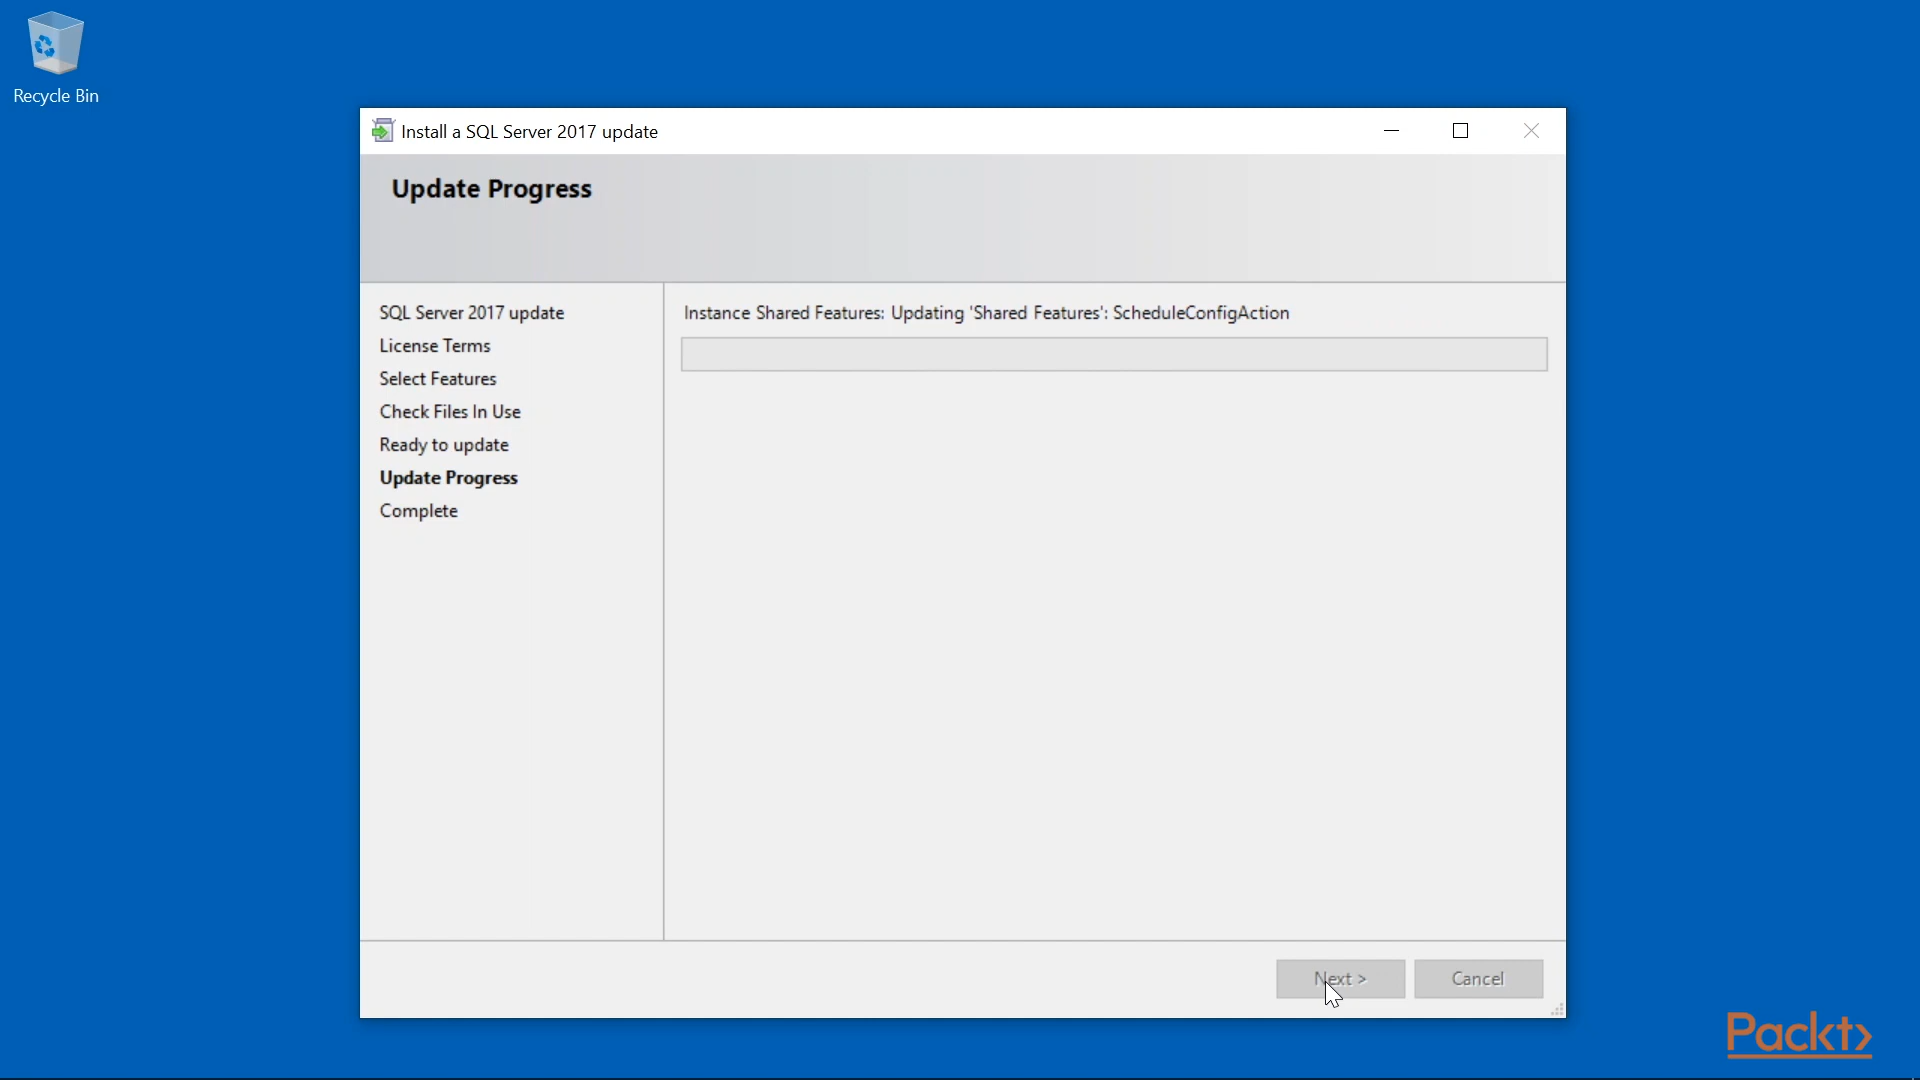 Recycle Bin
Install a SQL Server 2017 update
Update Progress
SQL Server 2017 update
License Terms
Select Features
Check Files In Use
Ready to update
Update Progress
Complete
Instance Shared Features: Updating 'Shared Features': ScheduleConfigAction
Next >
Cancel
Packt>